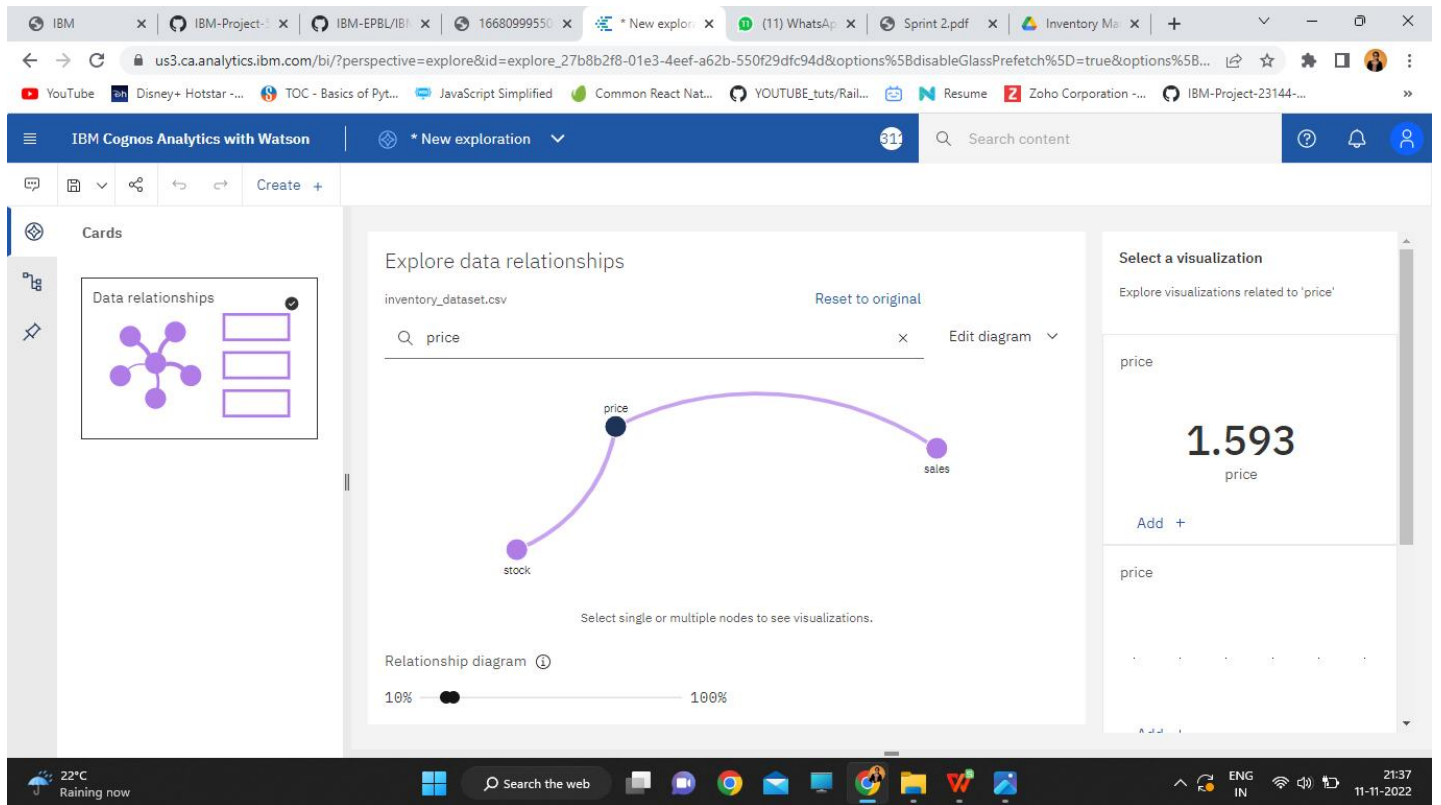 IBM
IBM-Project-
IBM-EPBL/IBM
16680999550
* New explora
(11) WhatsAp
Sprint 2.pdf
Inventory Ma
us3.ca.analytics.ibm.com/bi/?perspective=explore&id=explore_27b8b2f8-01e3-4eef-a62b-550f29dfc94d&options%5BdisableGlassPrefetch%5D=true&options%5B...
YouTube
Disney+ Hotstar -...
TOC - Basics of Pyt...
JavaScript Simplified
Common React Nat...
YOUTUBE_tuts/Rail...
Resume
Zoho Corporation -...
IBM-Project-23144-...
»
IBM Cognos Analytics with Watson
* New exploration
Search content
Create +
Cards
Data relationships
Explore data relationships
inventory_dataset.csv
Reset to original
price
Edit diagram
price
sales
stock
Select single or multiple nodes to see visualizations.
Relationship diagram
10%
100%
Select a visualization
Explore visualizations related to 'price'
price
1.593
price
Add +
price
22°C
Raining now
Search the web
ENG
IN
21:37
11-11-2022